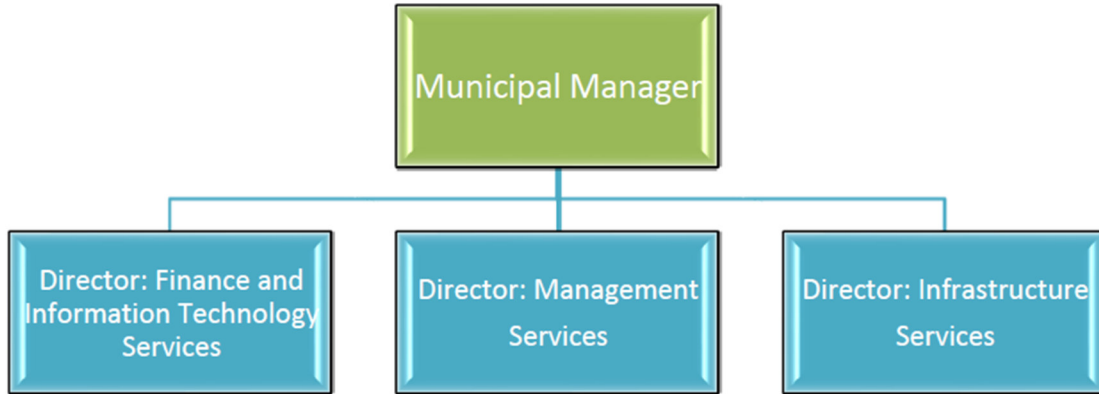 Municipal Manager
Director: Finance and
Information Technology
Services
Director: Management
Services
Director: Infrastructure
Services